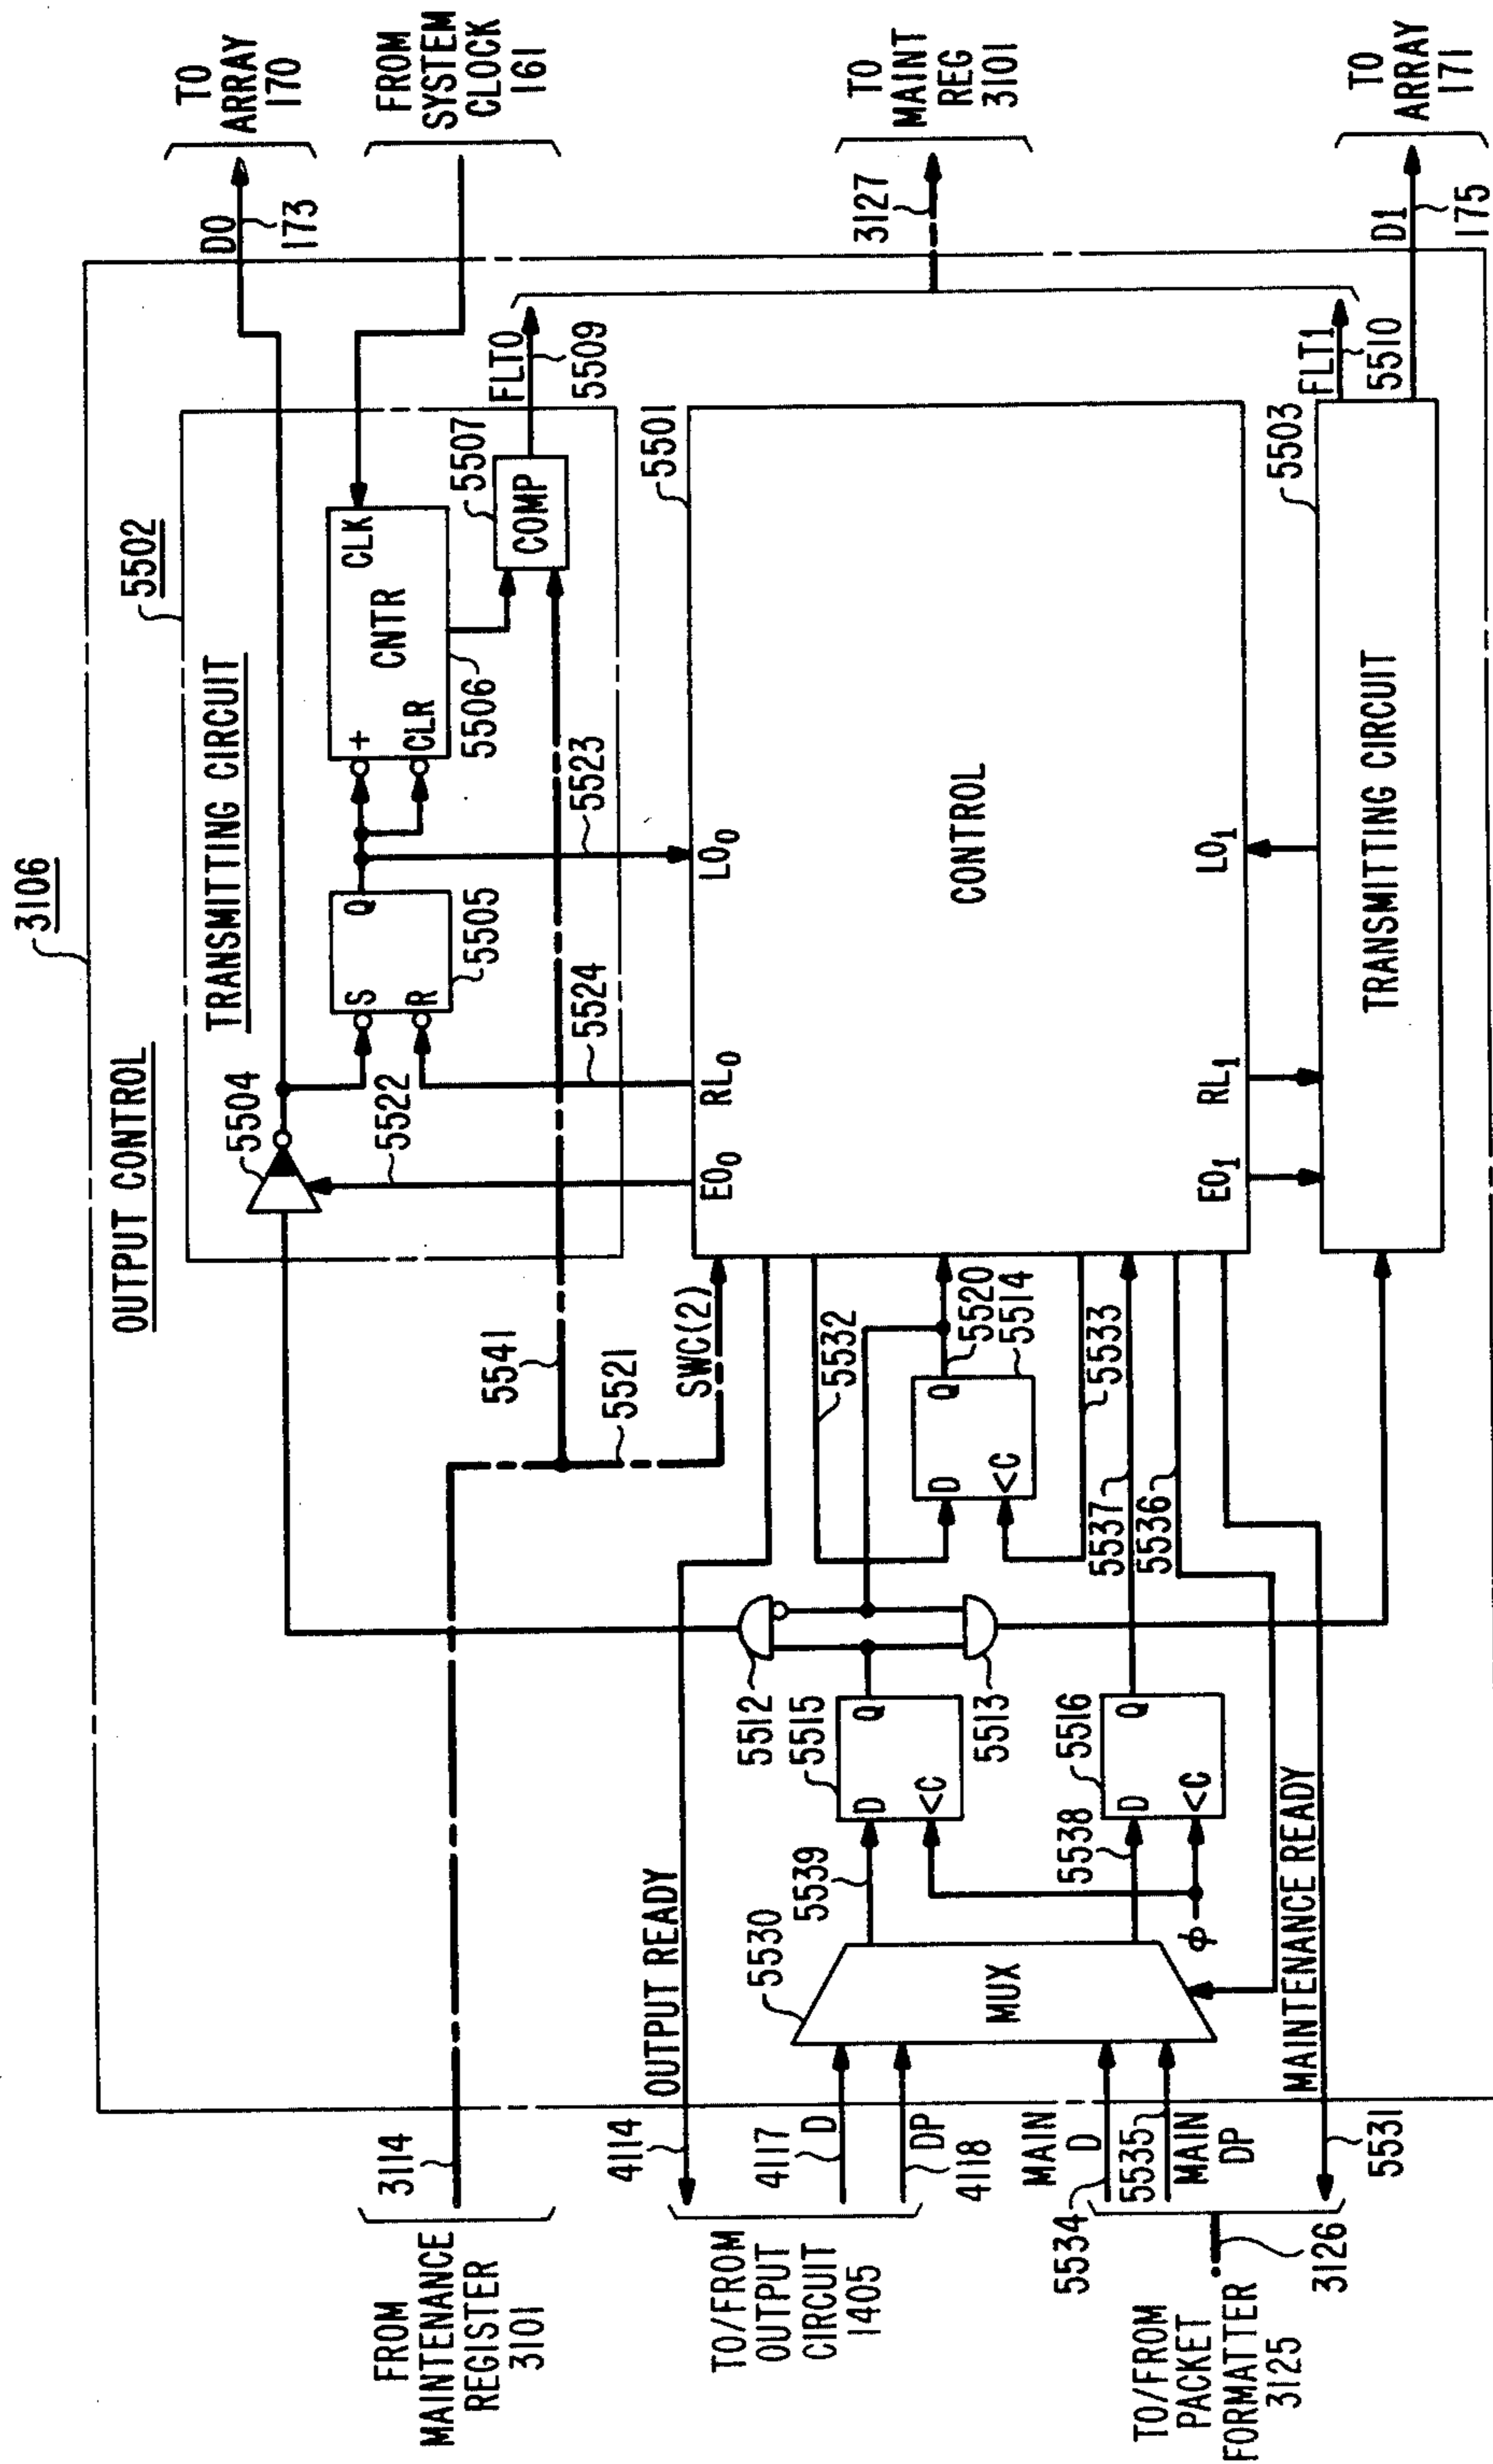 3106
OUTPUT CONTROL
5502
TRANSMITTING CIRCUIT
5504
5522
S
R
Q
5505
5524
5523
+
CLR
CNTR
CLK
5506
COMP
5507
FLT0
5509
D0
173
TO
ARRAY
170
FROM
SYSTEM
CLOCK
161
3127
TO
MAINT
REG
3101
TO
ARRAY
171
D1
175
FLT1
5510
5503
TRANSMITTING CIRCUIT
5501
CONTROL
EO0
RL0
LO0
EO1
RL1
LO1
5541
5521
SWC(2)
5532
5520
5514
D
<C
Q
5533
5537
5536
5512
5513
5515
D
<C
Q
5516
D
<C
Q
5539
5538
ϕ
5530
MUX
OUTPUT READY
MAINTENANCE READY
3114
FROM
MAINTENANCE
REGISTER
3101
4114
4117
D
DP
4118
TO/FROM
OUTPUT
CIRCUIT
1405
MAIN
D
5534
5535
MAIN
DP
5531
3126
TO/FROM
PACKET
FORMATTER
3125